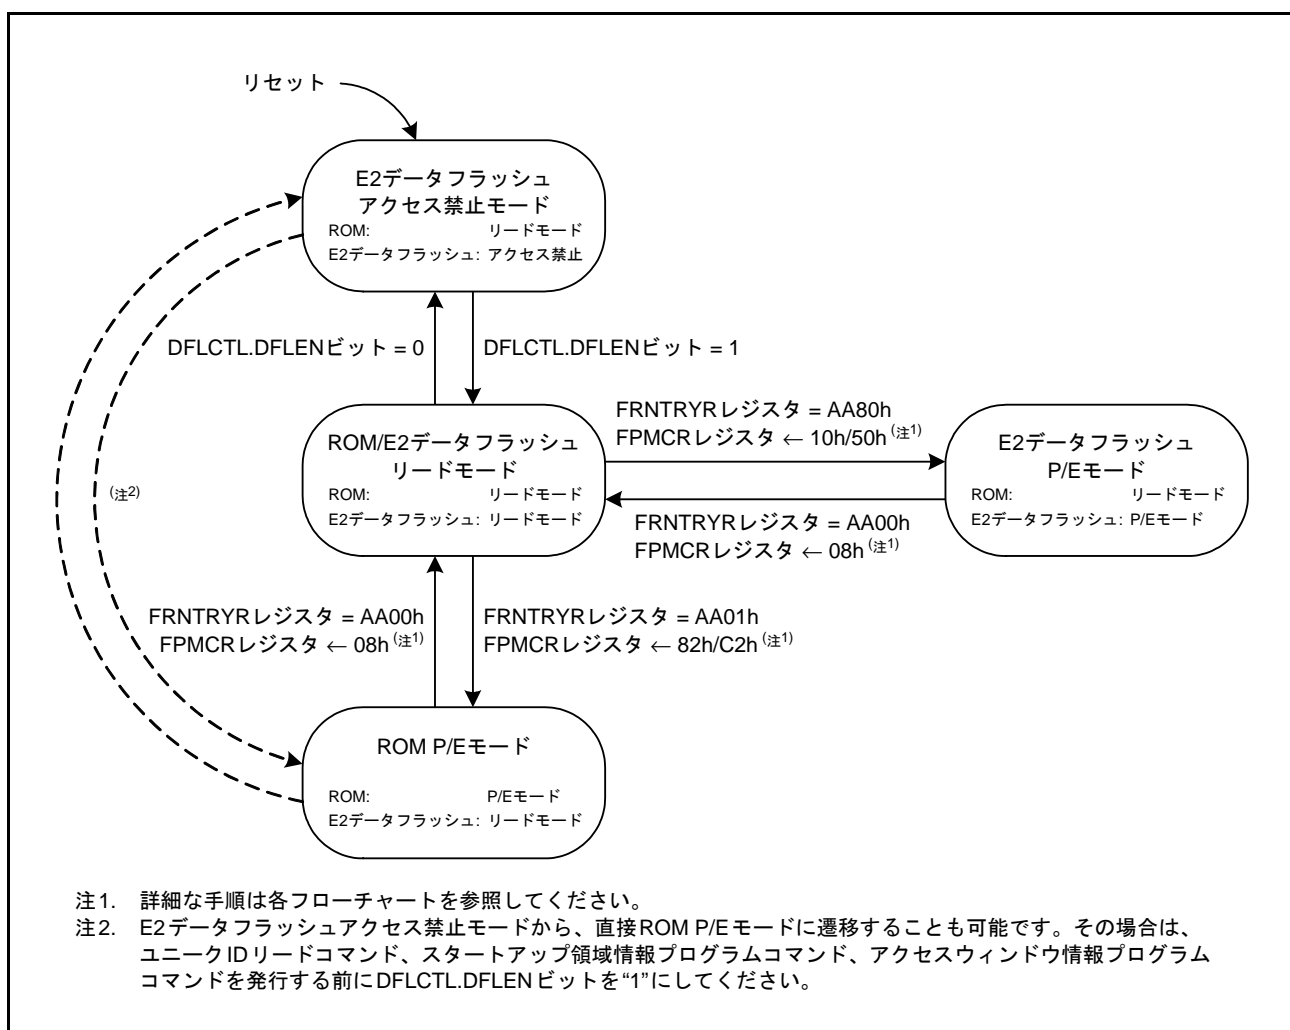 リセット
E2データフラッシュ
アクセス禁止モード
ROM: リードモード
E2データフラッシュ: アクセス禁止
DFLCTL.DFLENビット = 0
DFLCTL.DFLENビット = 1
FRNTRYRレジスタ = AA80h
FPMCRレジスタ ← 10h/50h (注1)
ROM/E2データフラッシュ
リードモード
ROM: リードモード
E2データフラッシュ: リードモード
E2データフラッシュ
P/Eモード
ROM: リードモード
E2データフラッシュ: P/Eモード
(注2)
FRNTRYRレジスタ = AA00h
FPMCRレジスタ ← 08h (注1)
FRNTRYRレジスタ = AA00h
FPMCRレジスタ ← 08h (注1)
FRNTRYRレジスタ = AA01h
FPMCRレジスタ ← 82h/C2h (注1)
ROM P/Eモード
ROM: P/Eモード
E2データフラッシュ: リードモード
注1. 詳細な手順は各フローチャートを参照してください。
注2. E2データフラッシュアクセス禁止モードから、直接ROM P/Eモードに遷移することも可能です。その場合は、
ユニークIDリードコマンド、スタートアップ領域情報プログラムコマンド、アクセスウィンドウ情報プログラム
コマンドを発行する前にDFLCTL.DFLENビットを“1”にしてください。